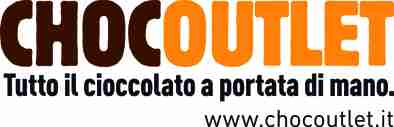 CHOCOUTLET
Tutto il cioccolato a portata di mano.
www.chocoutlet.it